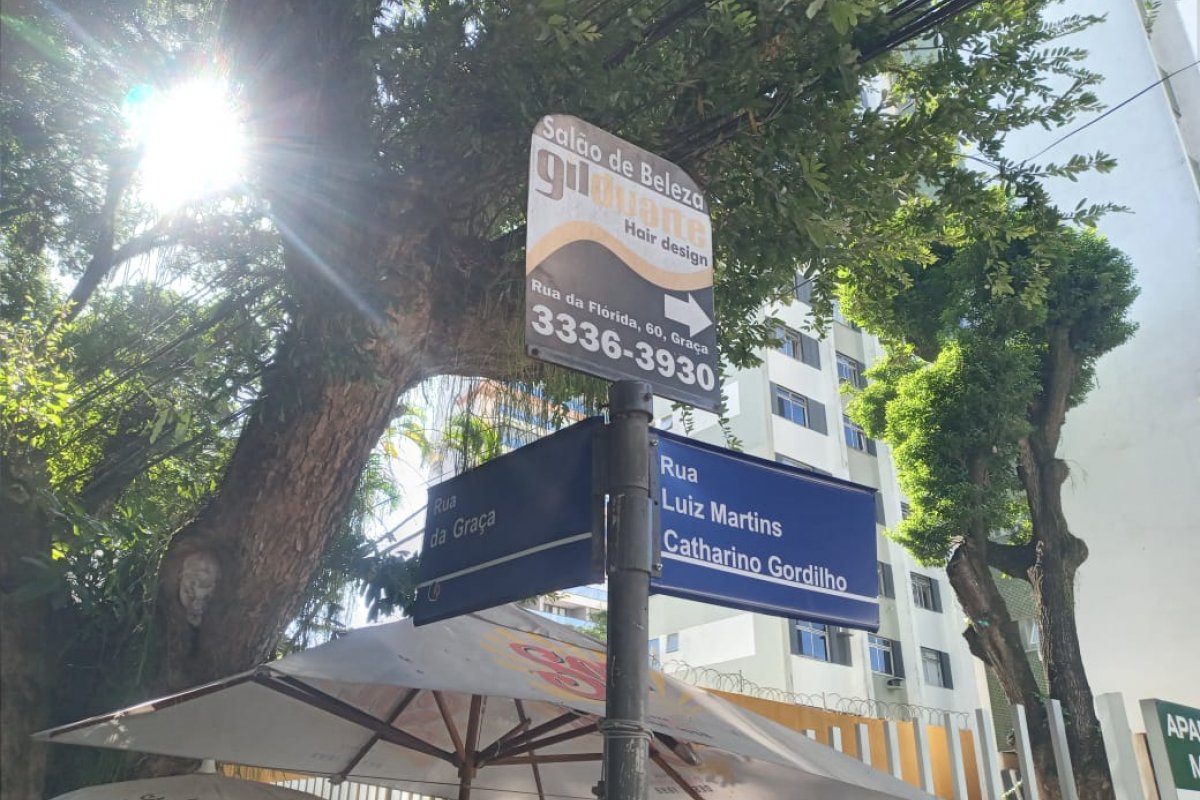 Salão de Beleza
gilduarte
Hair design
Rua da Flórida, 60, Graça
3336-3930
Rua
da Graça
Rua
Luiz Martins
Catharino Gordilho